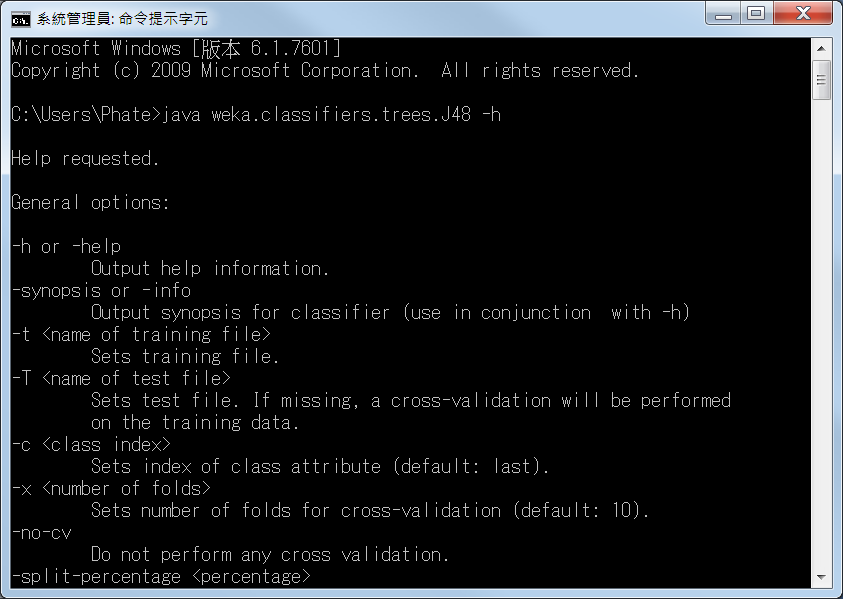 系統管理員: 命令提示字元
Microsoft Windows [版本 6.1.7601]
Copyright (c) 2009 Microsoft Corporation.  All rights reserved.
C:\Users\Phate>java weka.classifiers.trees.J48 -h
Help requested.
General options:
-h or -help
Output help information.
-synopsis or -info
Output synopsis for classifier (use in conjunction  with -h)
-t <name of training file>
Sets training file.
-T <name of test file>
Sets test file. If missing, a cross-validation will be performed
on the training data.
-c <class index>
Sets index of class attribute (default: last).
-x <number of folds>
Sets number of folds for cross-validation (default: 10).
-no-cv
Do not perform any cross validation.
-split-percentage <percentage>